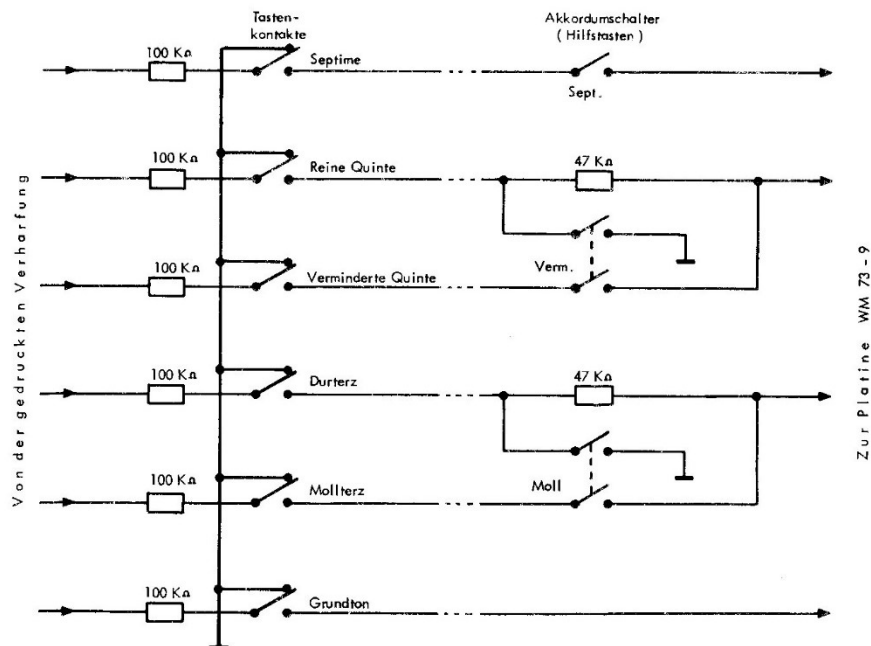 Tasten-
kontakte
Akkordumschalter
( Hilfstasten )
100 KΩ
Septime
Sept.
100 KΩ
Reine Quinte
47 KΩ
100 KΩ
Verminderte Quinte
Verm.
100 KΩ
Durterz
47 KΩ
100 KΩ
Mollterz
Moll
100 KΩ
Grundton
Von der gedruckten Verharfung
Zur Platine WM 73 - 9